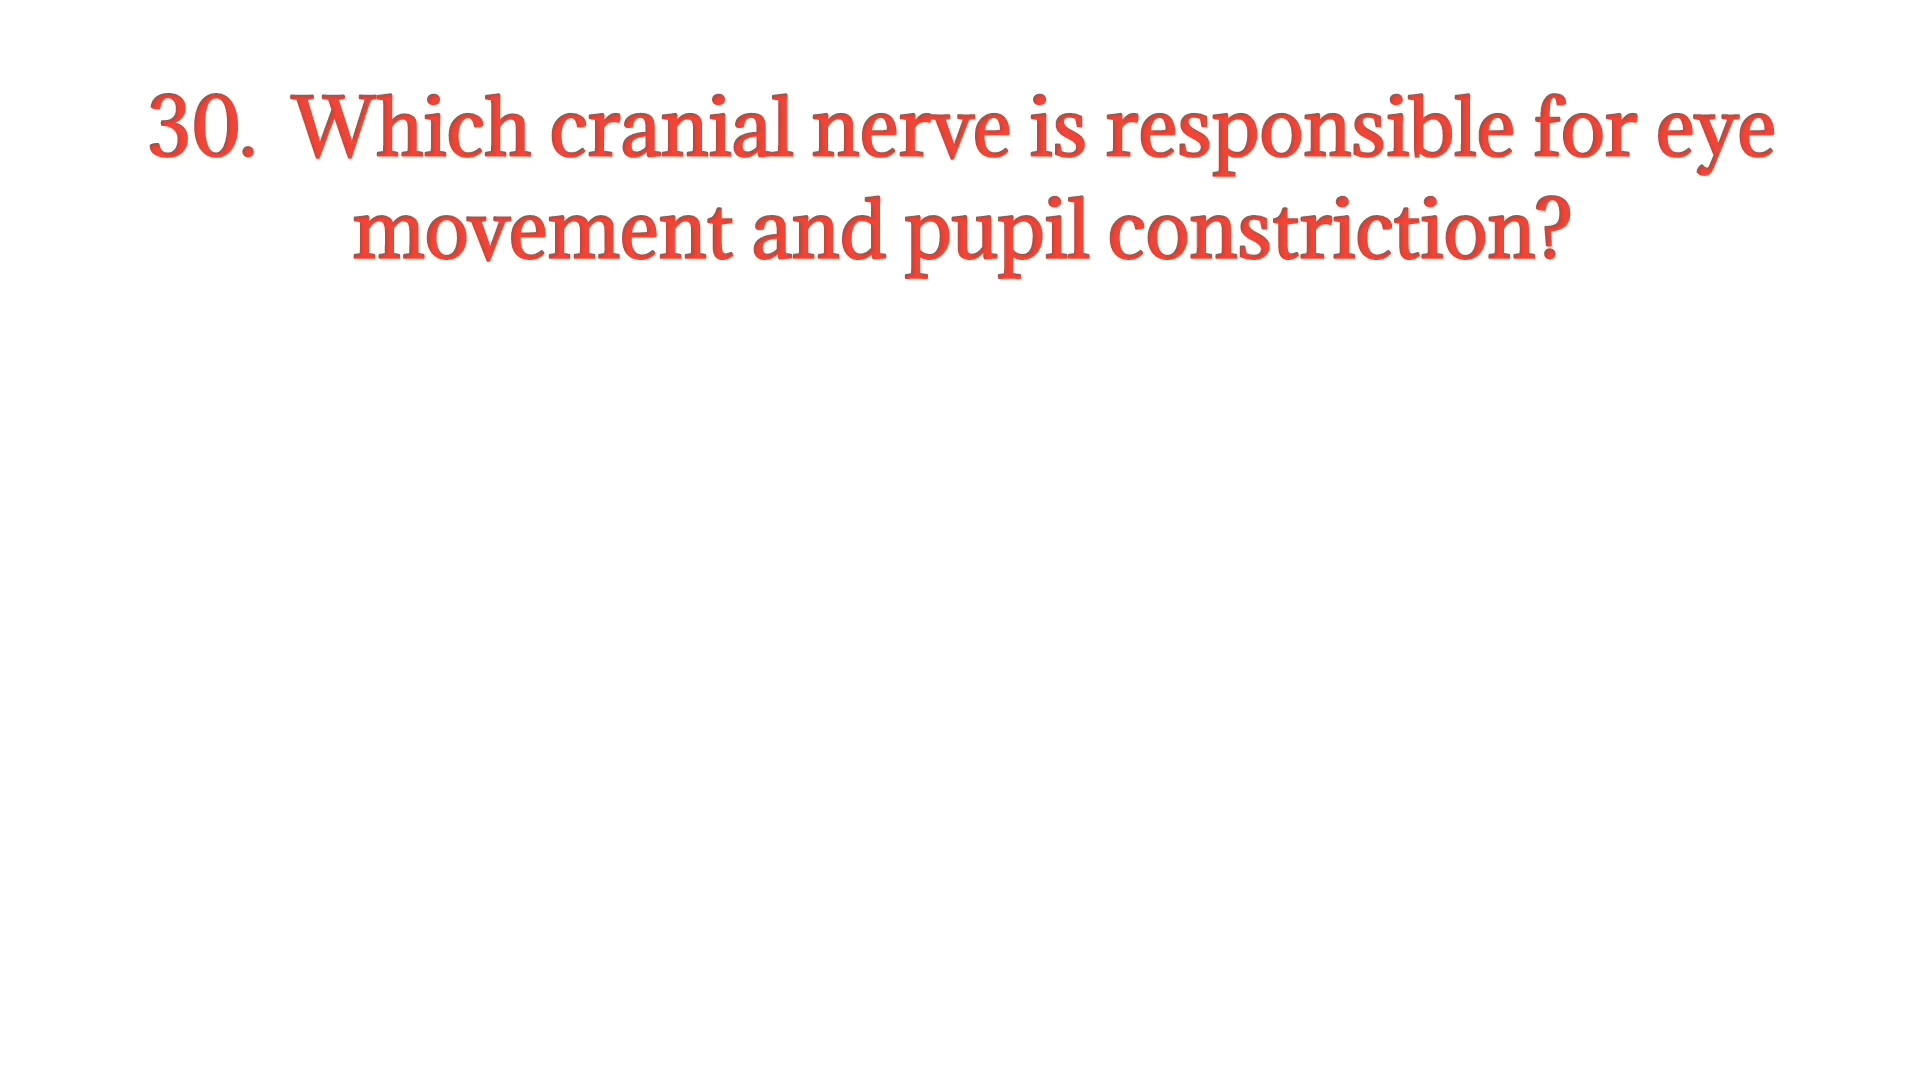 30. Which cranial nerve is responsible for eye
movement and pupil constriction?